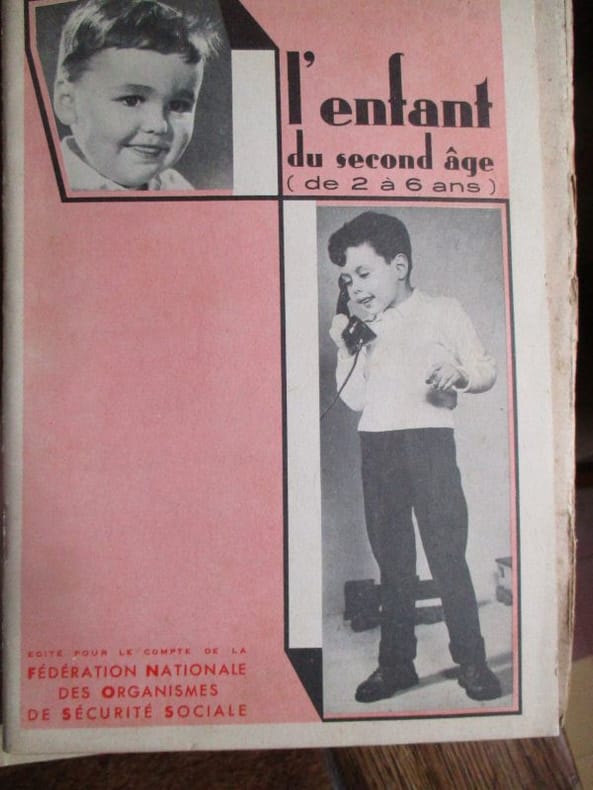 l'enfant
du second âge
( de 2 à 6 ans )
EDITÉ POUR LE COMPTE DE LA
FÉDÉRATION NATIONALE
DES ORGANISMES
DE SÉCURITÉ SOCIALE